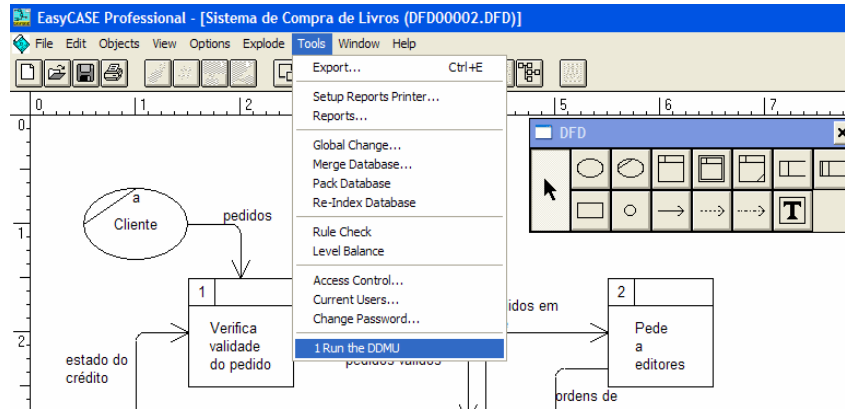 EasyCASE Professional - [Sistema de Compra de Livros (DFD00002.DFD)]
File Edit Objects View Options Explode Tools Window Help
Export... Ctrl+E
Setup Reports Printer...
Reports...
Global Change...
Merge Database...
Pack Database
Re-Index Database
Rule Check
Level Balance
Access Control...
Current Users...
Change Password...
1 Run the DDMU
0 1 2 5 6 7
0
1
2
DFD
T
a
Cliente
pedidos
1
Verifica
validade
do pedido
estado do
crédito
idos em
2
Pede
a
editores
ordens de